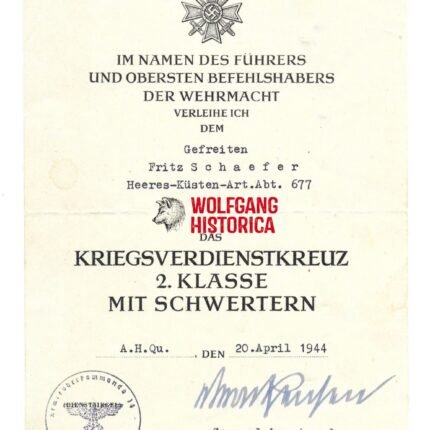 IM NAMEN DES FÜHRERS
UND OBERSTEN BEFEHLSHABERS
DER WEHRMACHT
VERLEIHE ICH
DEM
Gefreiten
Fritz Schaefer
Heeres-Küsten-Art.Abt. 677
WOLFGANG
HISTORICA
DAS
KRIEGSVERDIENSTKREUZ
2. KLASSE
MIT SCHWERTERN
A.H.Qu. , DEN 20.April 1944
DIENSTSIEGEL